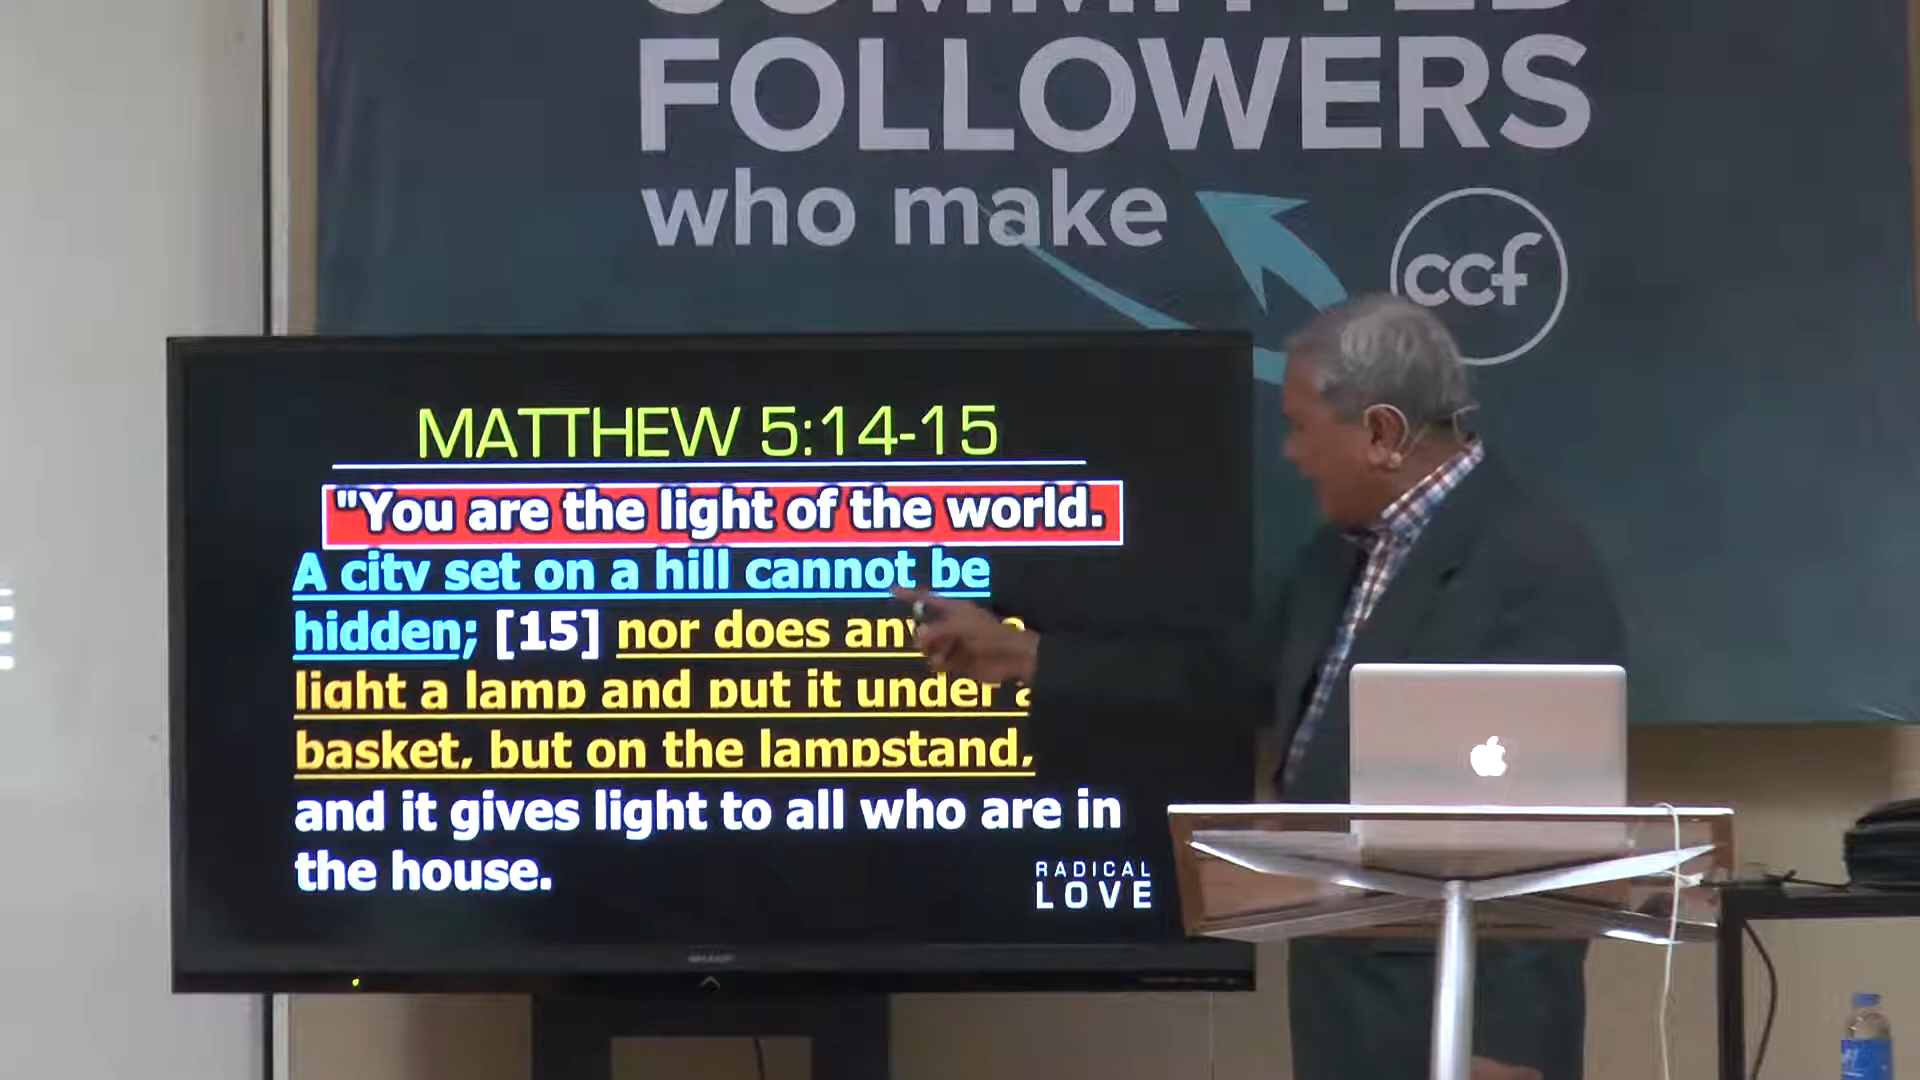 FOLLOWERS
who make
ccf
MATTHEW 5:14-15
"You are the light of the world.
A city set on a hill cannot be
hidden; [15] nor does
light a lamp and put it under a
basket, but on the lampstand,
and it gives light to all who are in
the house.
RADICAL
LOVE